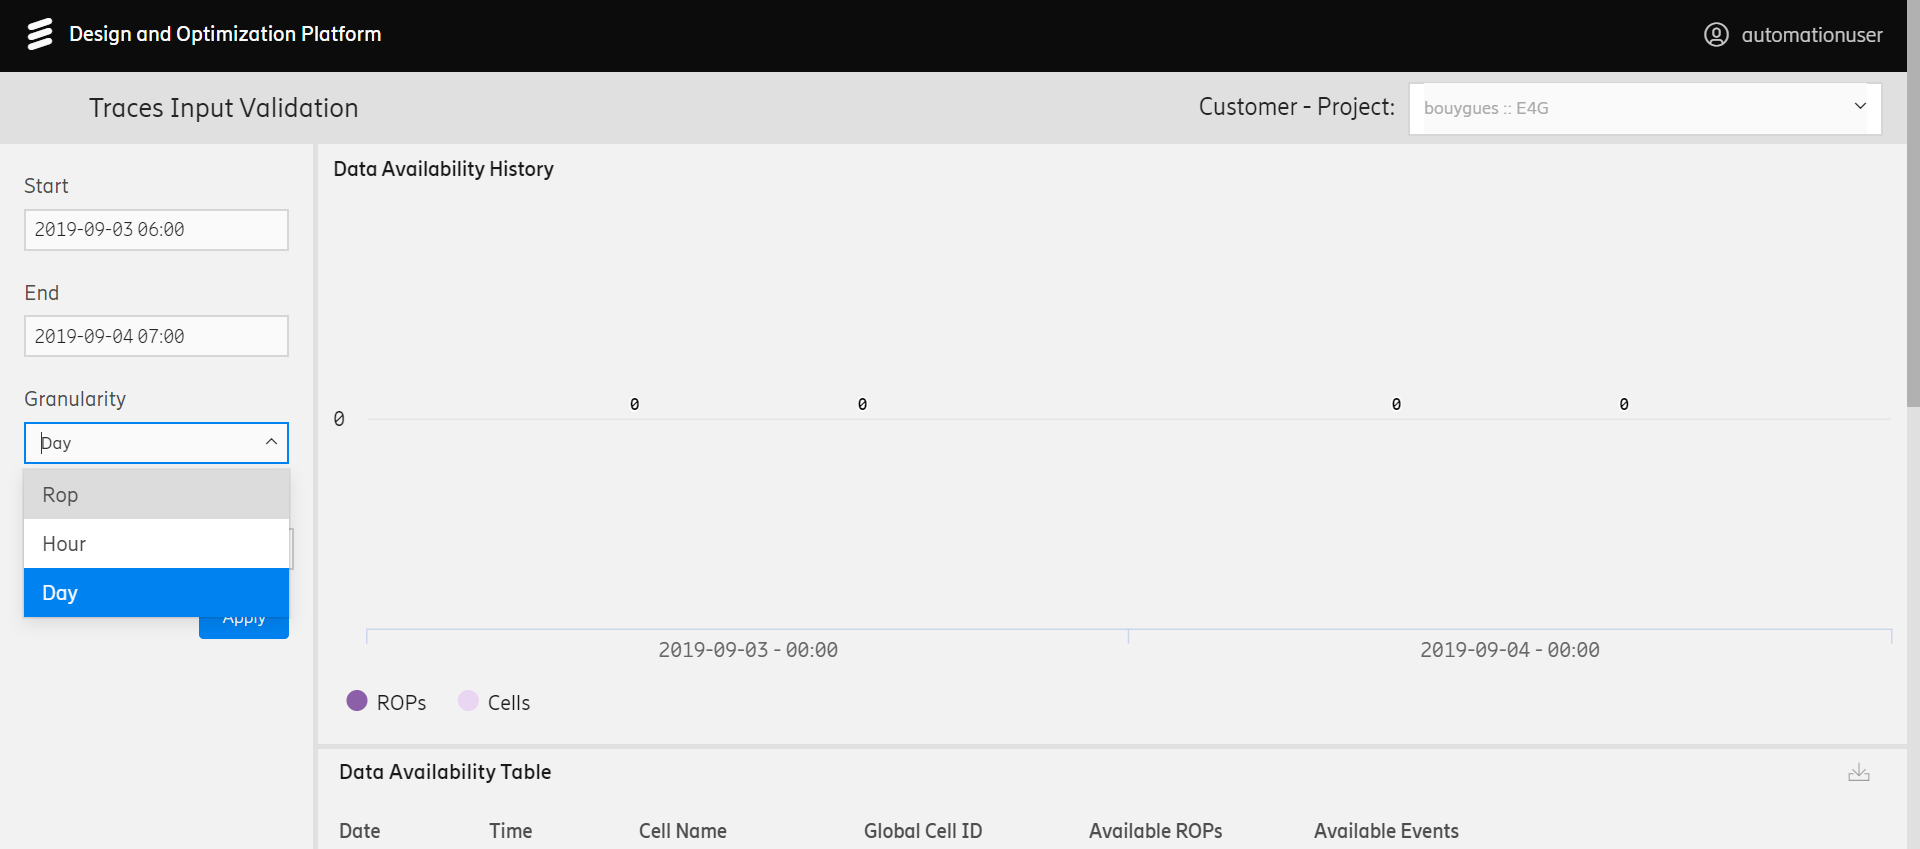 Design and Optimization Platform
automationuser
Traces Input Validation
Customer - Project:
bouygues :: E4G
Start
2019-09-03 06:00
End
2019-09-04 07:00
Granularity
Day
Rop
Hour
Day
Apply
Data Availability History
0 0 0 0
0
2019-09-03 - 00:00 2019-09-04 - 00:00
ROPs Cells
Data Availability Table
Date Time Cell Name Global Cell ID Available ROPs Available Events